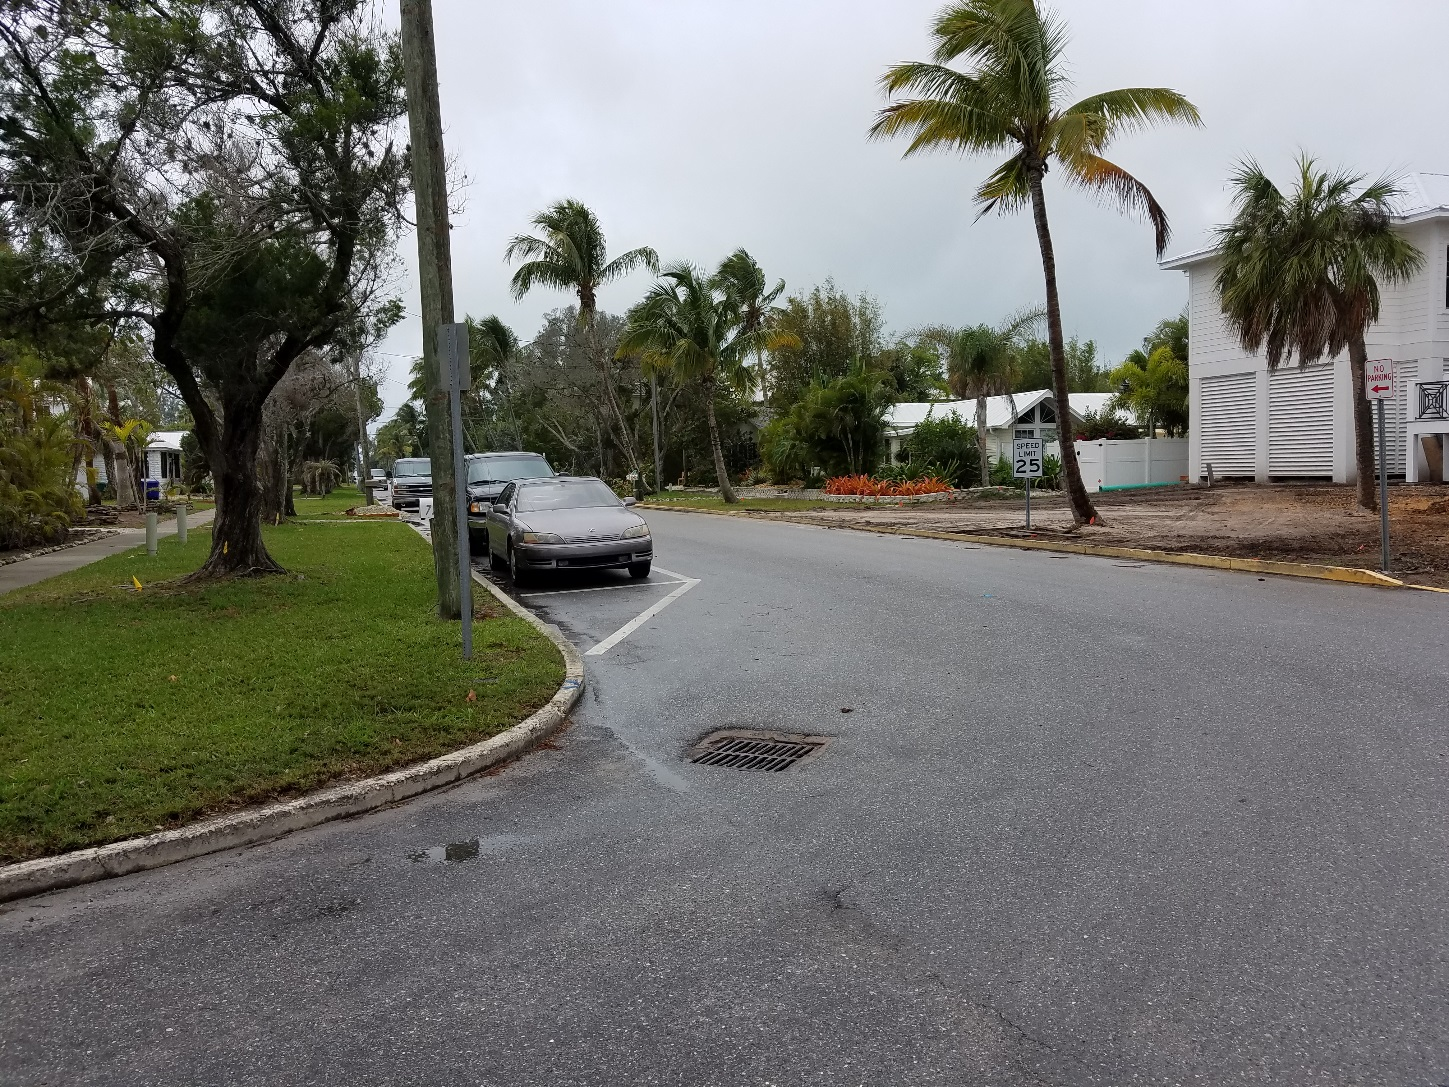 SPEED
LIMIT
25
NO
PARKING